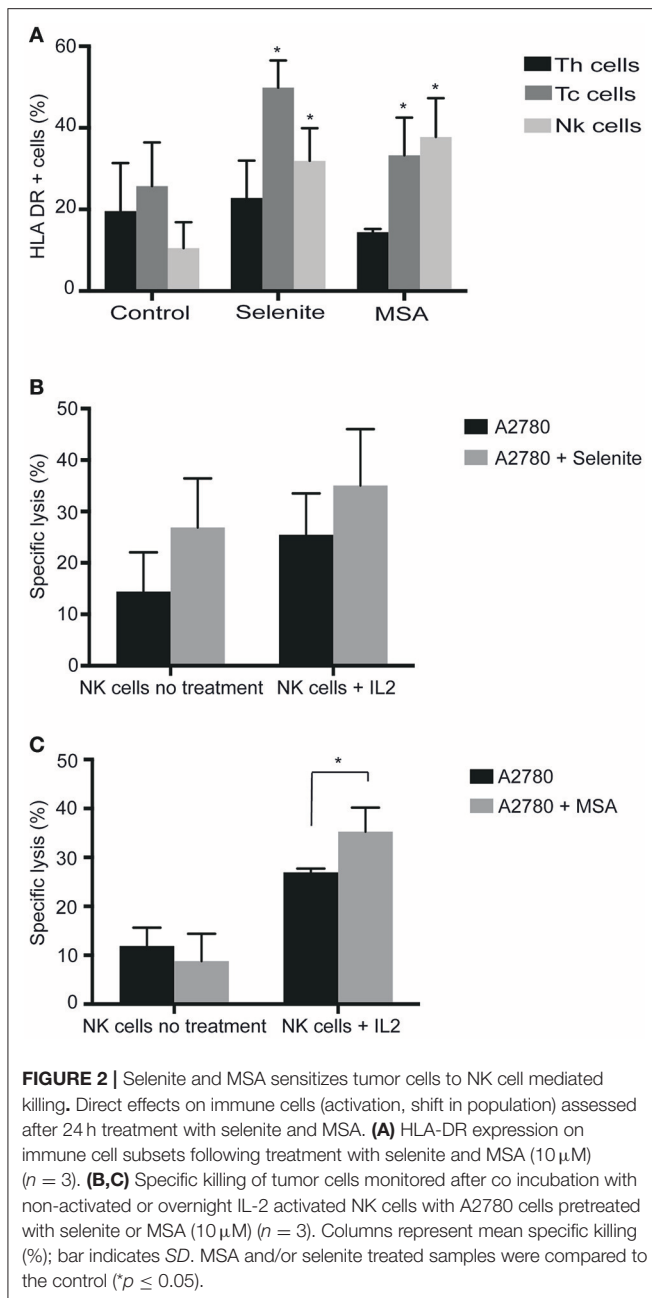 A
HLA DR + cells (%)
60
40
20
0
* * * *
Th cells
Tc cells
Nk cells
Control Selenite MSA
B
Specific lysis (%)
50
40
30
20
10
0
A2780
A2780 + Selenite
NK cells no treatment NK cells + IL2
C
Specific lysis (%)
50
40
30
20
10
0
*
A2780
A2780 + MSA
NK cells no treatment NK cells + IL2
FIGURE 2 | Selenite and MSA sensitizes tumor cells to NK cell mediated
killing. Direct effects on immune cells (activation, shift in population) assessed
after 24 h treatment with selenite and MSA. (A) HLA-DR expression on
immune cell subsets following treatment with selenite and MSA (10 µM)
(n = 3). (B,C) Specific killing of tumor cells monitored after co incubation with
non-activated or overnight IL-2 activated NK cells with A2780 cells pretreated
with selenite or MSA (10 µM) (n = 3). Columns represent mean specific killing
(%); bar indicates SD. MSA and/or selenite treated samples were compared to
the control (*p ≤ 0.05).